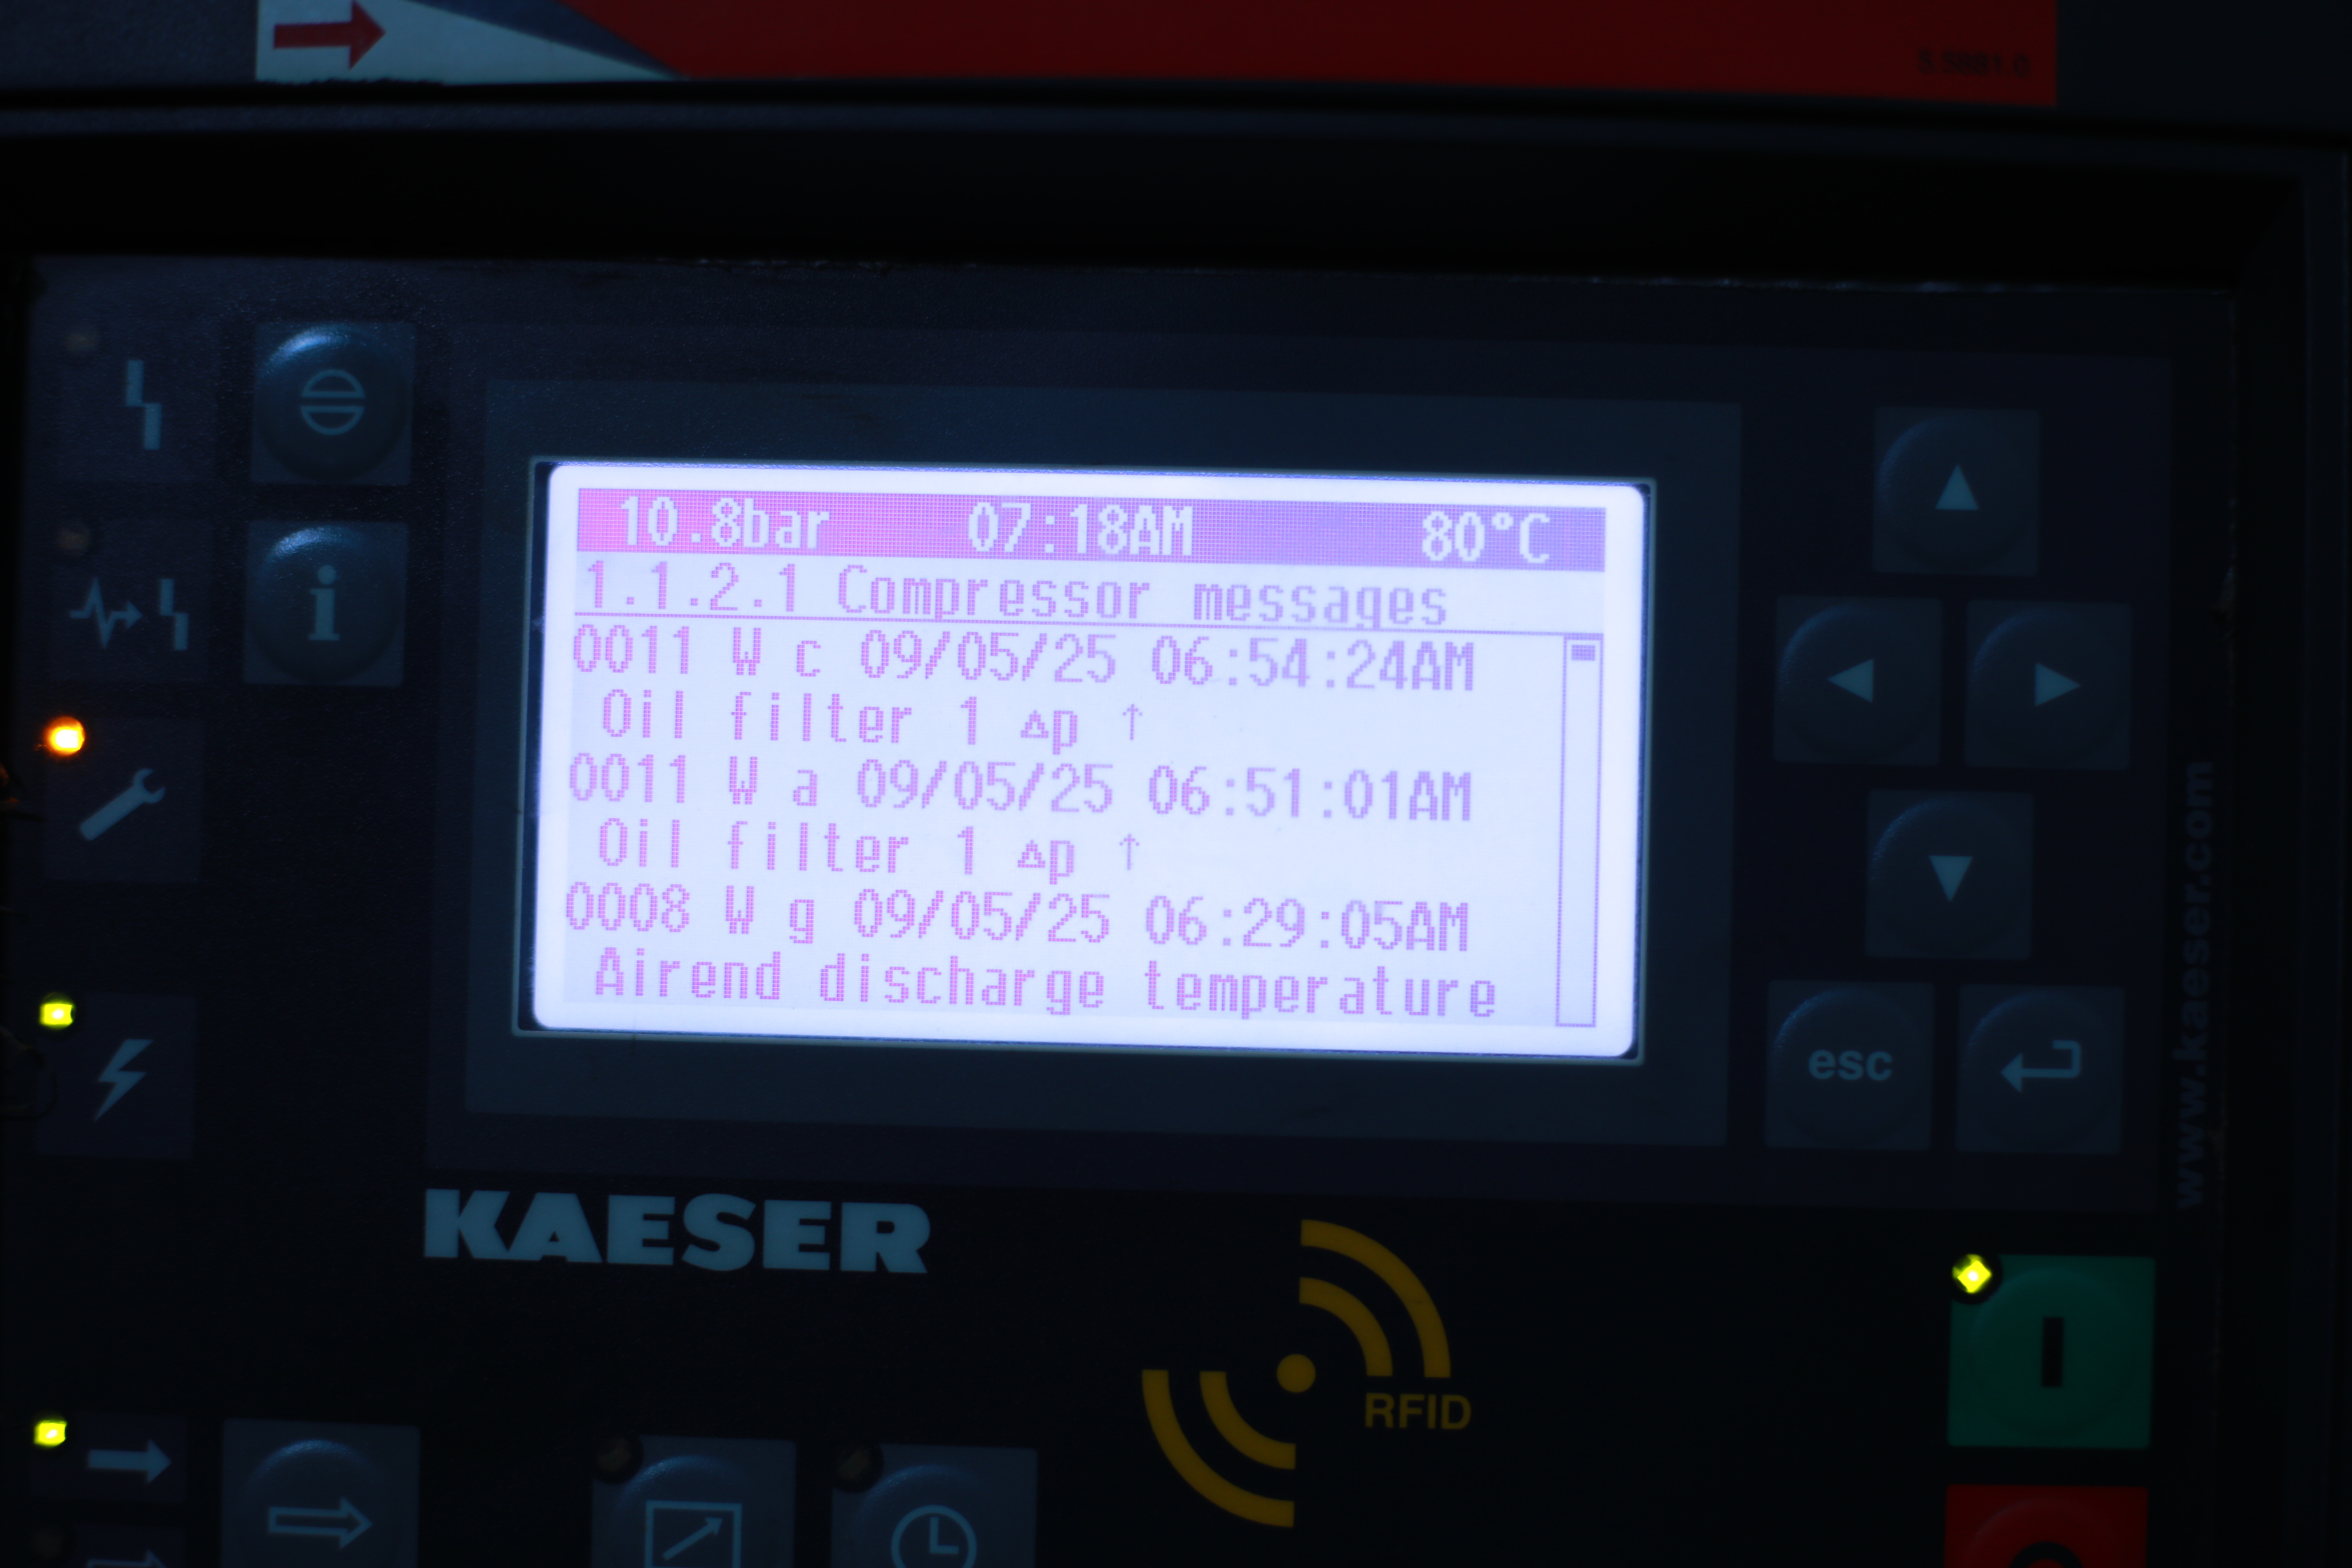 10.8bar 07:18AM 80°C
1.1.2.1 Compressor messages
0011 W c 09/05/25 06:54:24AM
Oil filter 1 Δp ↑
0011 W a 09/05/25 06:51:01AM
Oil filter 1 Δp ↑
0008 W g 09/05/25 06:29:05AM
Airend discharge temperature
esc
www.kaeser.com
KAESER
RFID